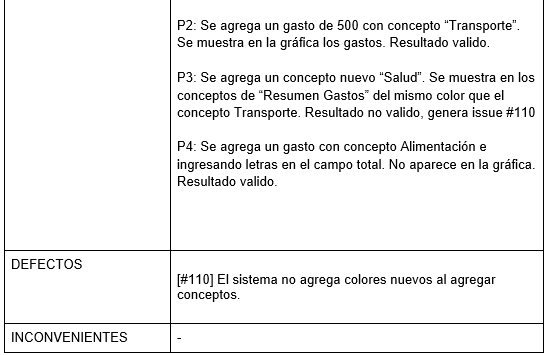 P2: Se agrega un gasto de 500 con concepto “Transporte”.
Se muestra en la gráfica los gastos. Resultado valido.
P3: Se agrega un concepto nuevo “Salud”. Se muestra en los
conceptos de “Resumen Gastos” del mismo color que el
concepto Transporte. Resultado no valido, genera issue #110
P4: Se agrega un gasto con concepto Alimentación e
ingresando letras en el campo total. No aparece en la gráfica.
Resultado valido.
DEFECTOS
[#110] El sistema no agrega colores nuevos al agregar
conceptos.
INCONVENIENTES -